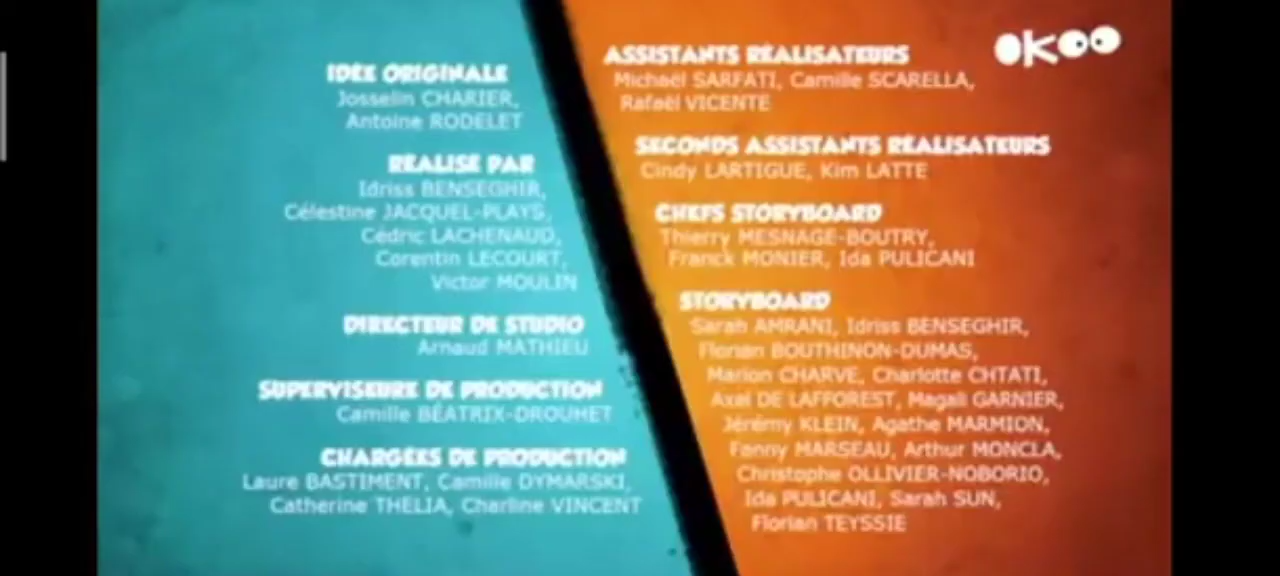 IDÉE ORIGINALE
Josselin CHARIER,
Antoine RODELET
RÉALISÉ PAR
Idriss BENSEGHIR,
Célestine JACQUEL-PLAYS,
Cédric LACHENAUD,
Corentin LECOURT,
Victor MOULIN
DIRECTEUR DE STUDIO
Arnaud MATHIEU
SUPERVISEURE DE PRODUCTION
Camille BÉATRIX-DROUHET
CHARGÉES DE PRODUCTION
Laure BASTIMENT, Camille DYMARSKI,
Catherine THELIA, Charline VINCENT
OKOO
ASSISTANTS RÉALISATEURS
Michaël SARFATI, Camille SCARELLA,
Rafaël VICENTE
SECONDS ASSISTANTS RÉALISATEURS
Cindy LARTIGUE, Kim LATTE
CHEFS STORYBOARD
Thierry MESNAGE-BOUTRY,
Franck MONIER, Ida PULICANI
STORYBOARD
Sarah AMRANI, Idriss BENSEGHIR,
Florian BOUTHINON-DUMAS,
Marion CHARVE, Charlotte CHTATI,
Axel DE LAFFOREST, Magali GARNIER,
Jérémy KLEIN, Agathe MARMION,
Fanny MARSEAU, Arthur MONCLA,
Christophe OLLIVIER-NOBORIO,
Ida PULICANI, Sarah SUN,
Florian TEYSSIE